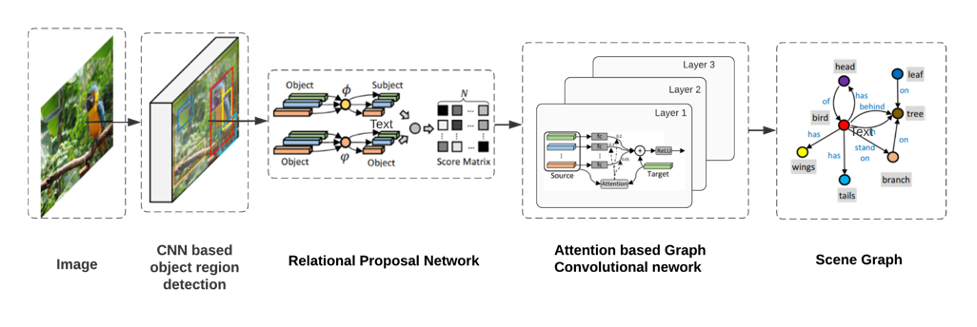 Image
CNN based
object region
detection
Object
ϕ
Subject
Text
Object
φ
Object
N
Score Matrix
Relational Proposal Network
Layer 3
Layer 2
Layer 1
Source
Attention
Target
ReLU
Attention based Graph
Convolutional nework
head
leaf
of
has
on
behind
bird
tree
Text
has
stand
on
on
has
wings
branch
tails
Scene Graph